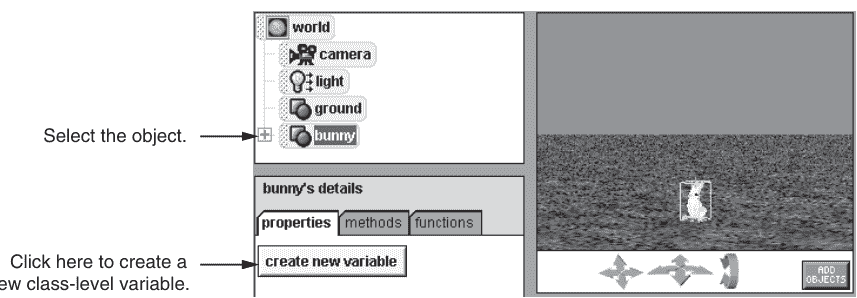 world
camera
light
ground
Select the object.
bunny
bunny's details
properties methods functions
Click here to create a
ew class-level variable.
create new variable
ADD
OBJECTS